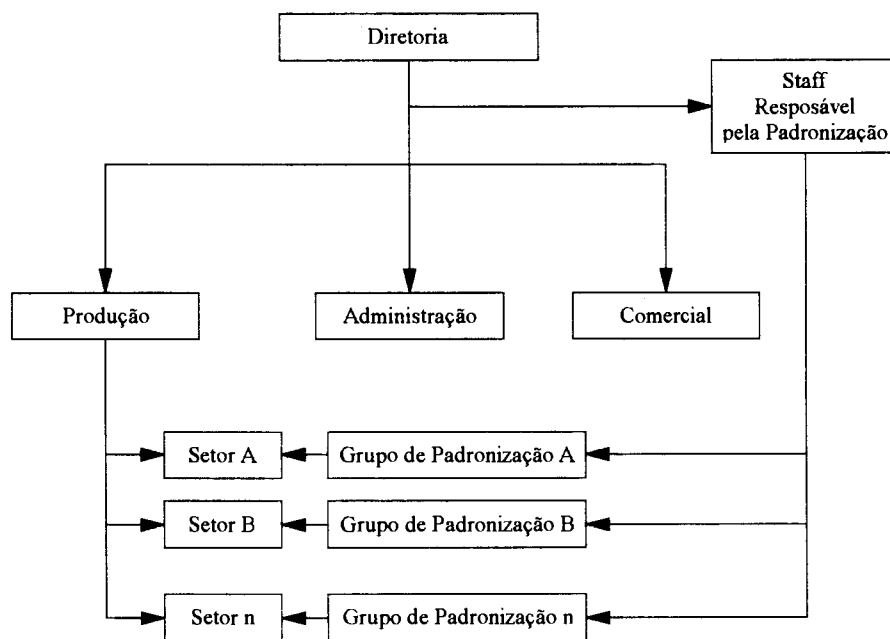 Diretoria
Staff
Resposável
pela Padronização
Produção
Administração
Comercial
Setor A
Grupo de Padronização A
Setor B
Grupo de Padronização B
Setor n
Grupo de Padronização n